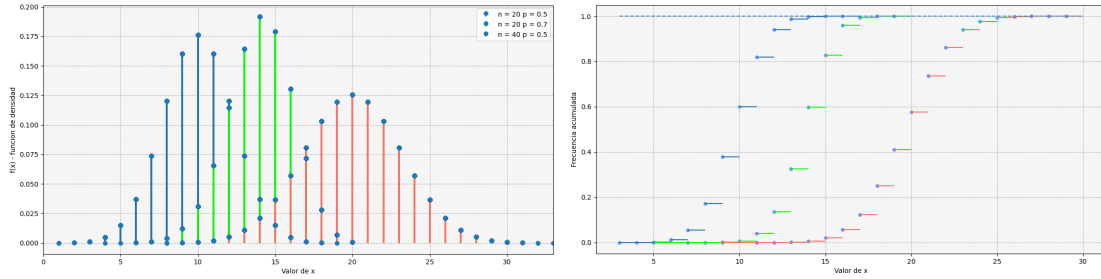 0.200
0.175
0.150
0.125
0.100
0.075
0.050
0.025
0.000
f(x) - funcion de densidad
n = 20 p = 0.5
n = 20 p = 0.7
n = 40 p = 0.5
0 5 10 15 20 25 30
Valor de x
1.0
0.8
0.6
0.4
0.2
0.0
Frecuencia acumulada
5 10 15 20 25 30
Valor de x